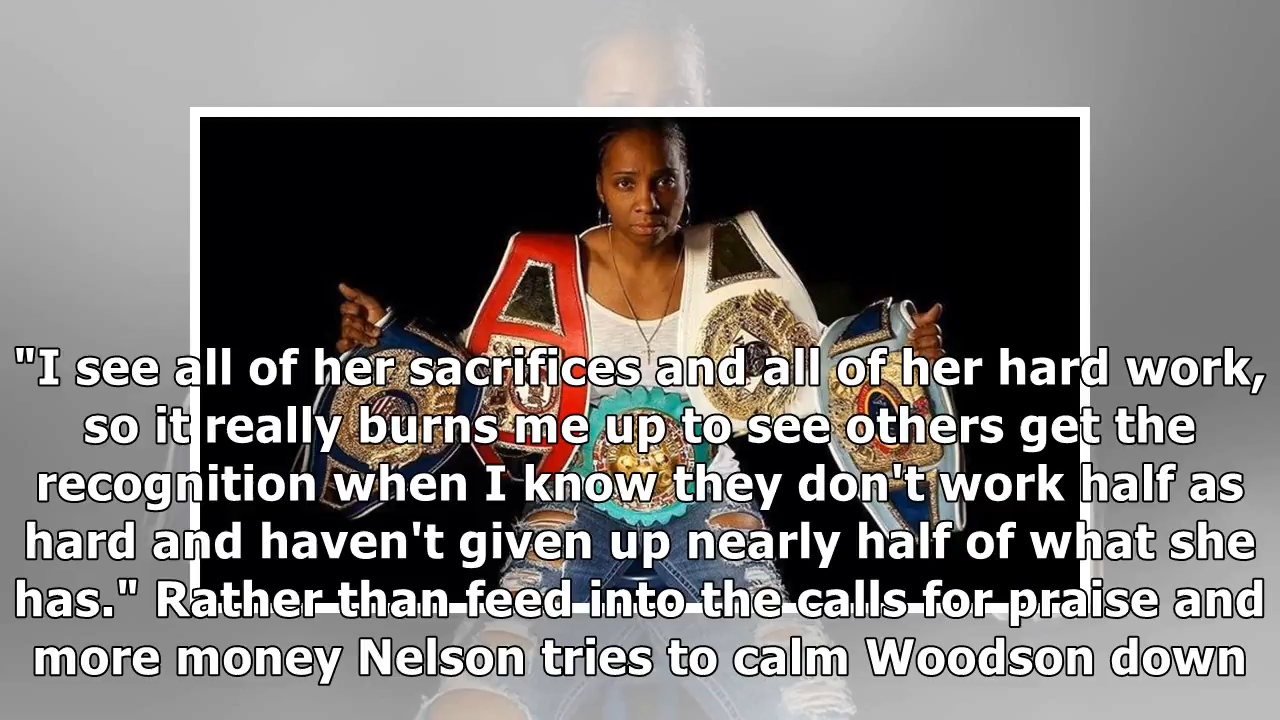 "I see all of her sacrifices and all of her hard work,
so it really burns me up to see others get the
recognition when I know they don't work half as
hard and haven't given up nearly half of what she
has." Rather than feed into the calls for praise and
more money Nelson tries to calm Woodson down